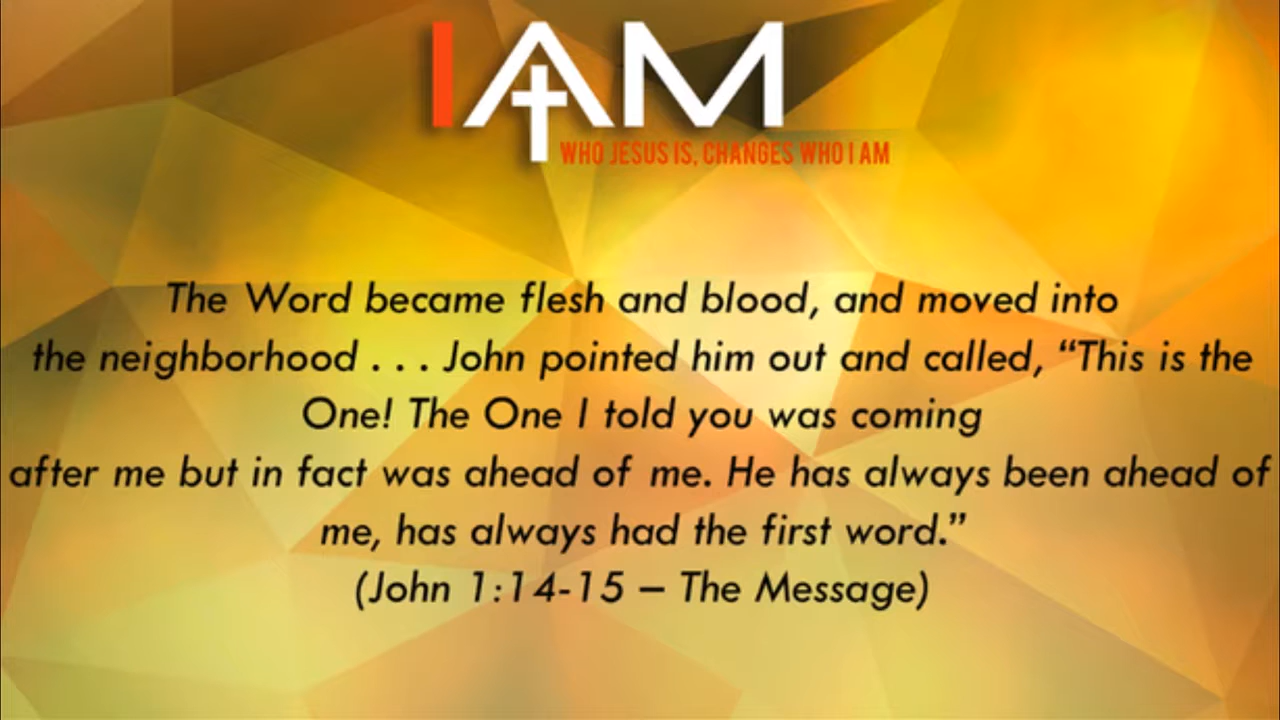 I AM
WHO JESUS IS, CHANGES WHO I AM
The Word became flesh and blood, and moved into
the neighborhood . . . John pointed him out and called, “This is the
One! The One I told you was coming
after me but in fact was ahead of me. He has always been ahead of
me, has always had the first word.”
(John 1:14-15 – The Message)